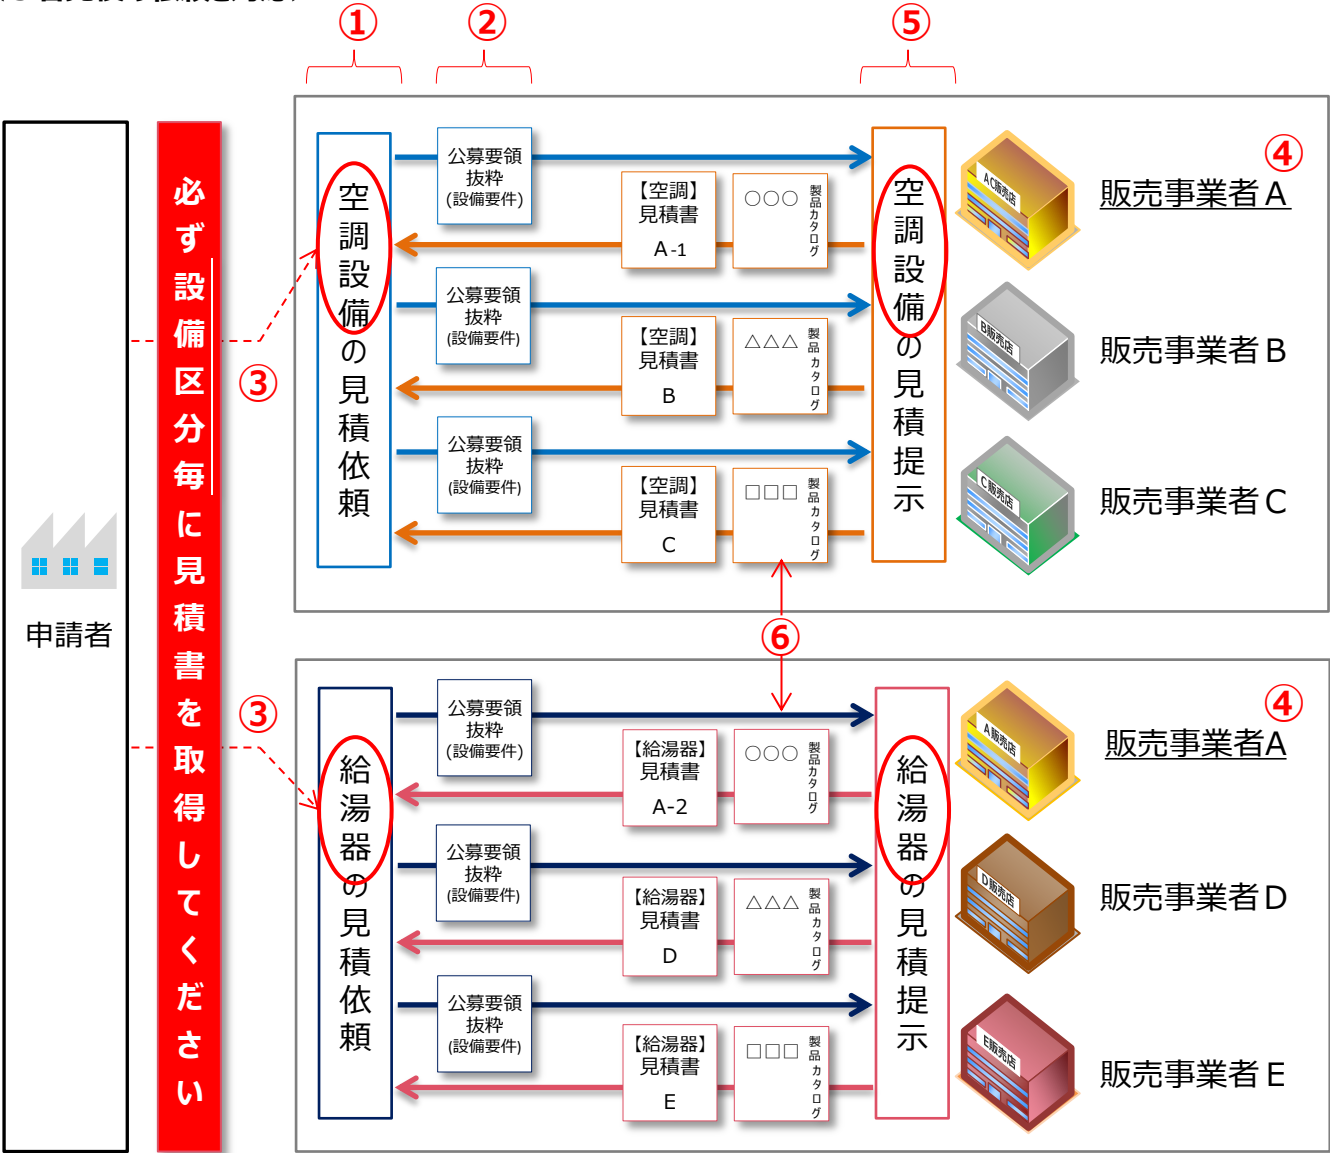 ①
②
⑤
必ず設備区分毎に見積書を取得してください
申請者
③
空調設備の見積依頼
公募要領
抜粋
(設備要件)
【空調】
見積書
A-1
○○○
製品カタログ
公募要領
抜粋
(設備要件)
【空調】
見積書
B
△△△
製品カタログ
公募要領
抜粋
(設備要件)
【空調】
見積書
C
□□□
製品カタログ
空調設備の見積提示
④
AC販売店
販売事業者A
B販売店
販売事業者B
C販売店
販売事業者C
⑥
③
給湯器の見積依頼
公募要領
抜粋
(設備要件)
【給湯器】
見積書
A-2
○○○
製品カタログ
公募要領
抜粋
(設備要件)
【給湯器】
見積書
D
△△△
製品カタログ
公募要領
抜粋
(設備要件)
【給湯器】
見積書
E
□□□
製品カタログ
給湯器の見積提示
④
A販売店
販売事業者A
D販売店
販売事業者D
E販売店
販売事業者E